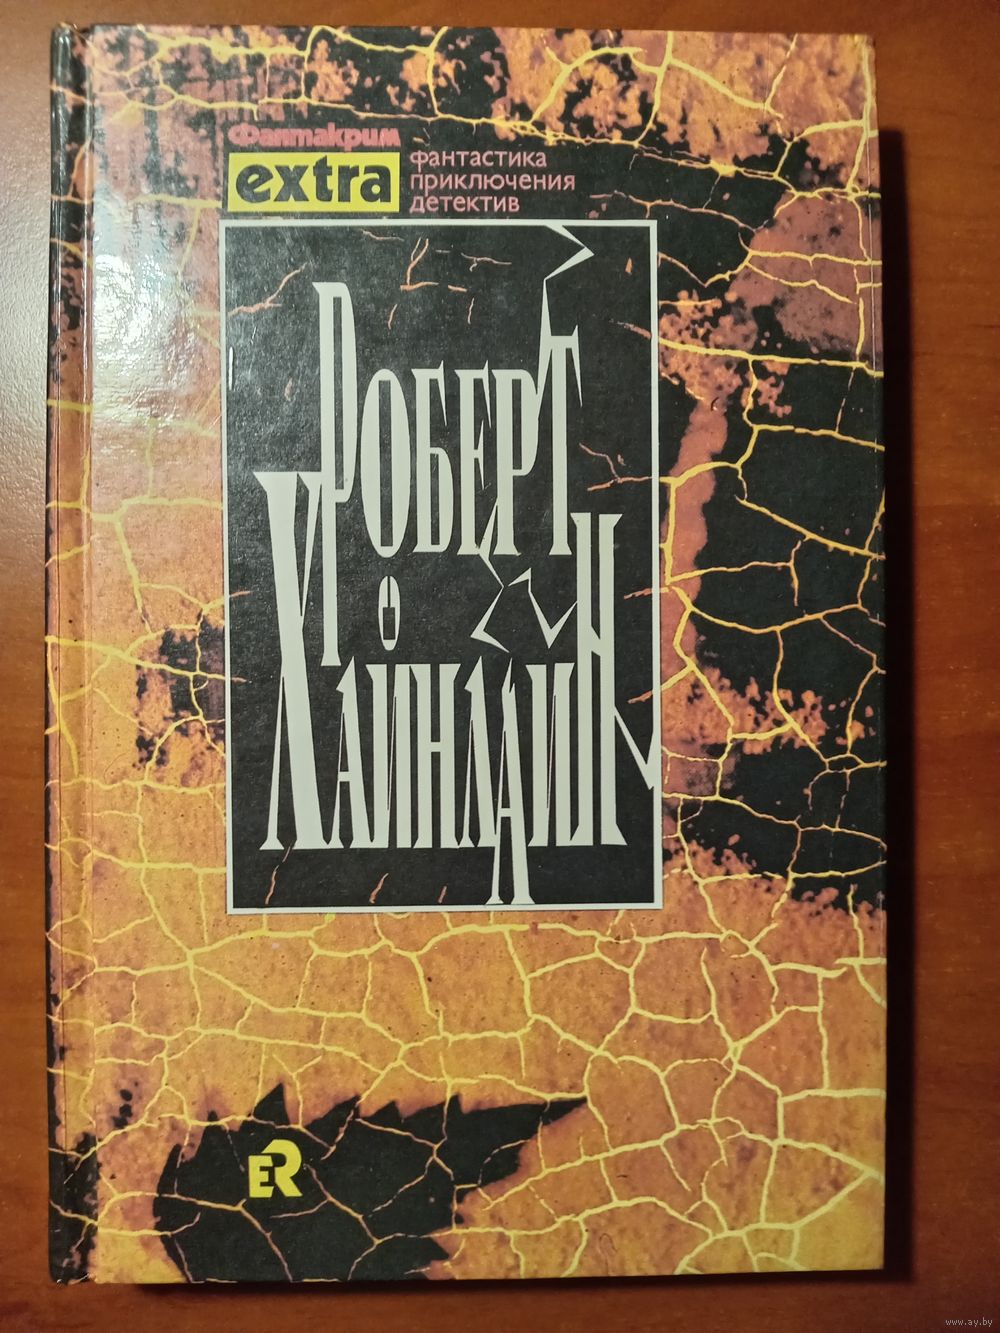 Фантакрим
extra
фантастика
приключения
детектив
РОБЕРТ
ХАЙНЛАЙН
ER
www.ay.by